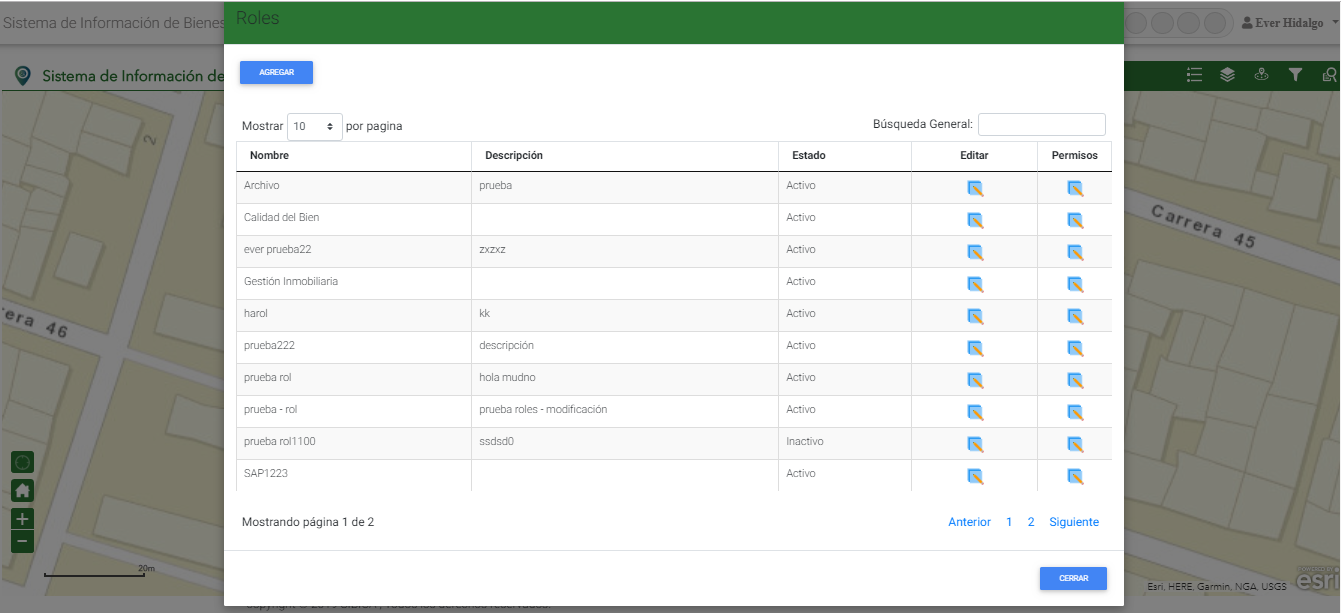 Sistema de Información de Bienes
Roles
Ever Hidalgo
Sistema de Información de
AGREGAR
Mostrar 10 por pagina
Búsqueda General:
Nombre Descripción Estado Editar Permisos
Archivo prueba Activo
Calidad del Bien Activo
ever prueba22 zxzxz Activo
Gestión Inmobiliaria Activo
harol kk Activo
prueba222 descripción Activo
prueba rol hola mudno Activo
prueba - rol prueba roles - modificación Activo
prueba rol1100 ssdsd0 Inactivo
SAP1223 Activo
Mostrando página 1 de 2
Anterior 1 2 Siguiente
CERRAR
2
Carrera 45
rera 46
20m
Esri, HERE, Garmin, NGA, USGS
POWERED BY
esri